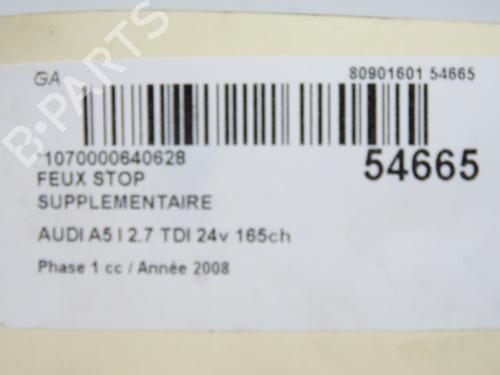 GA
80901601 54665
1070000640628
54665
FEUX STOP
SUPPLEMENTAIRE
AUDI A5 I 2.7 TDI 24v 165ch
Phase 1 cc / Année 2008
B-PARTS